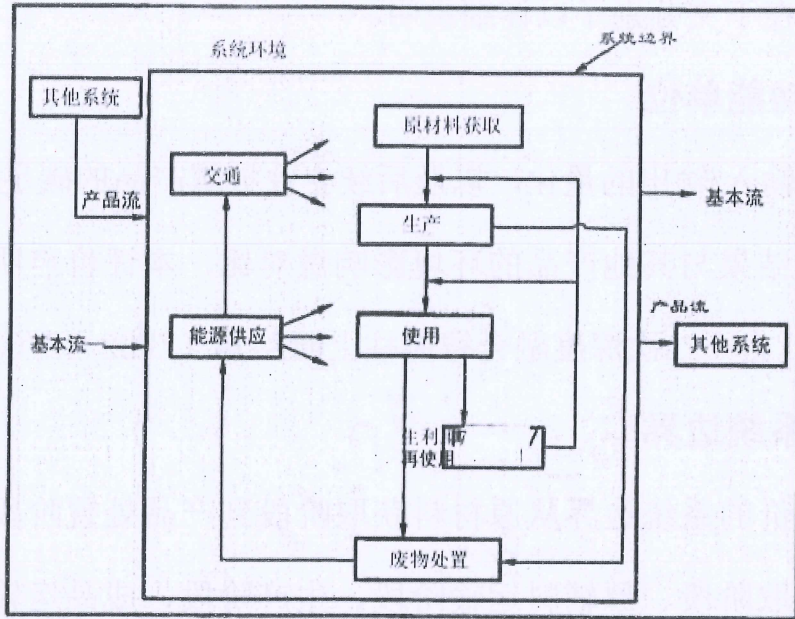 系统环境
系统边界
其他系统
原材料获取
交通
产品流
基本流
生产
产品流
基本流
能源供应
使用
其他系统
再使用
废物处置